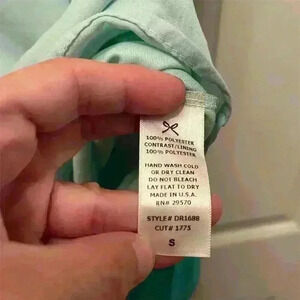 100% POLYESTER
CONTRAST/LINING
100% POLYESTER
HAND WASH COLD
OR DRY CLEAN
DO NOT BLEACH
LAY FLAT TO DRY
MADE IN U.S.A.
RN# 29570
STYLE# DR1688
CUT# 1775
S